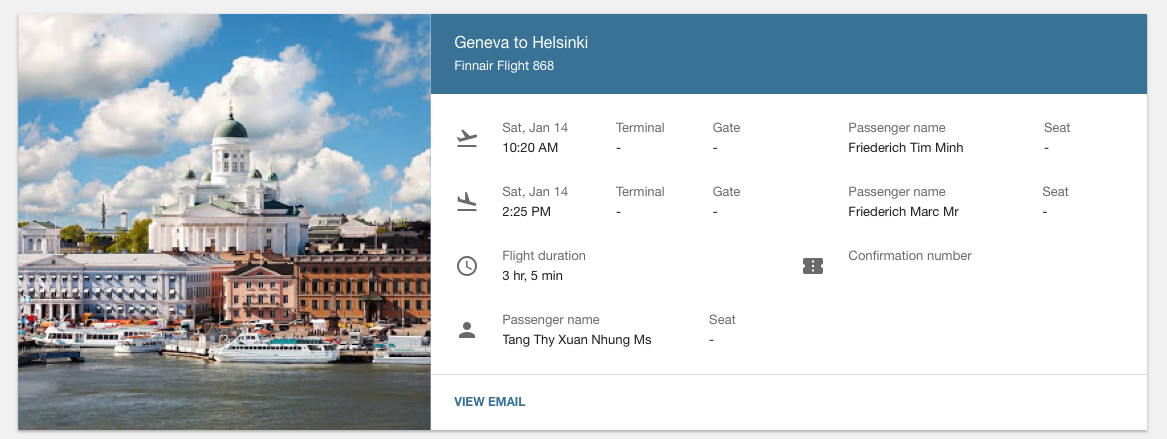 Geneva to Helsinki
Finnair Flight 868
Sat, Jan 14 Terminal Gate Passenger name Seat
10:20 AM - - Friederich Tim Minh -
Sat, Jan 14 Terminal Gate Passenger name Seat
2:25 PM - - Friederich Marc Mr -
Flight duration Confirmation number
3 hr, 5 min
Passenger name Seat
Tang Thy Xuan Nhung Ms -
VIEW EMAIL